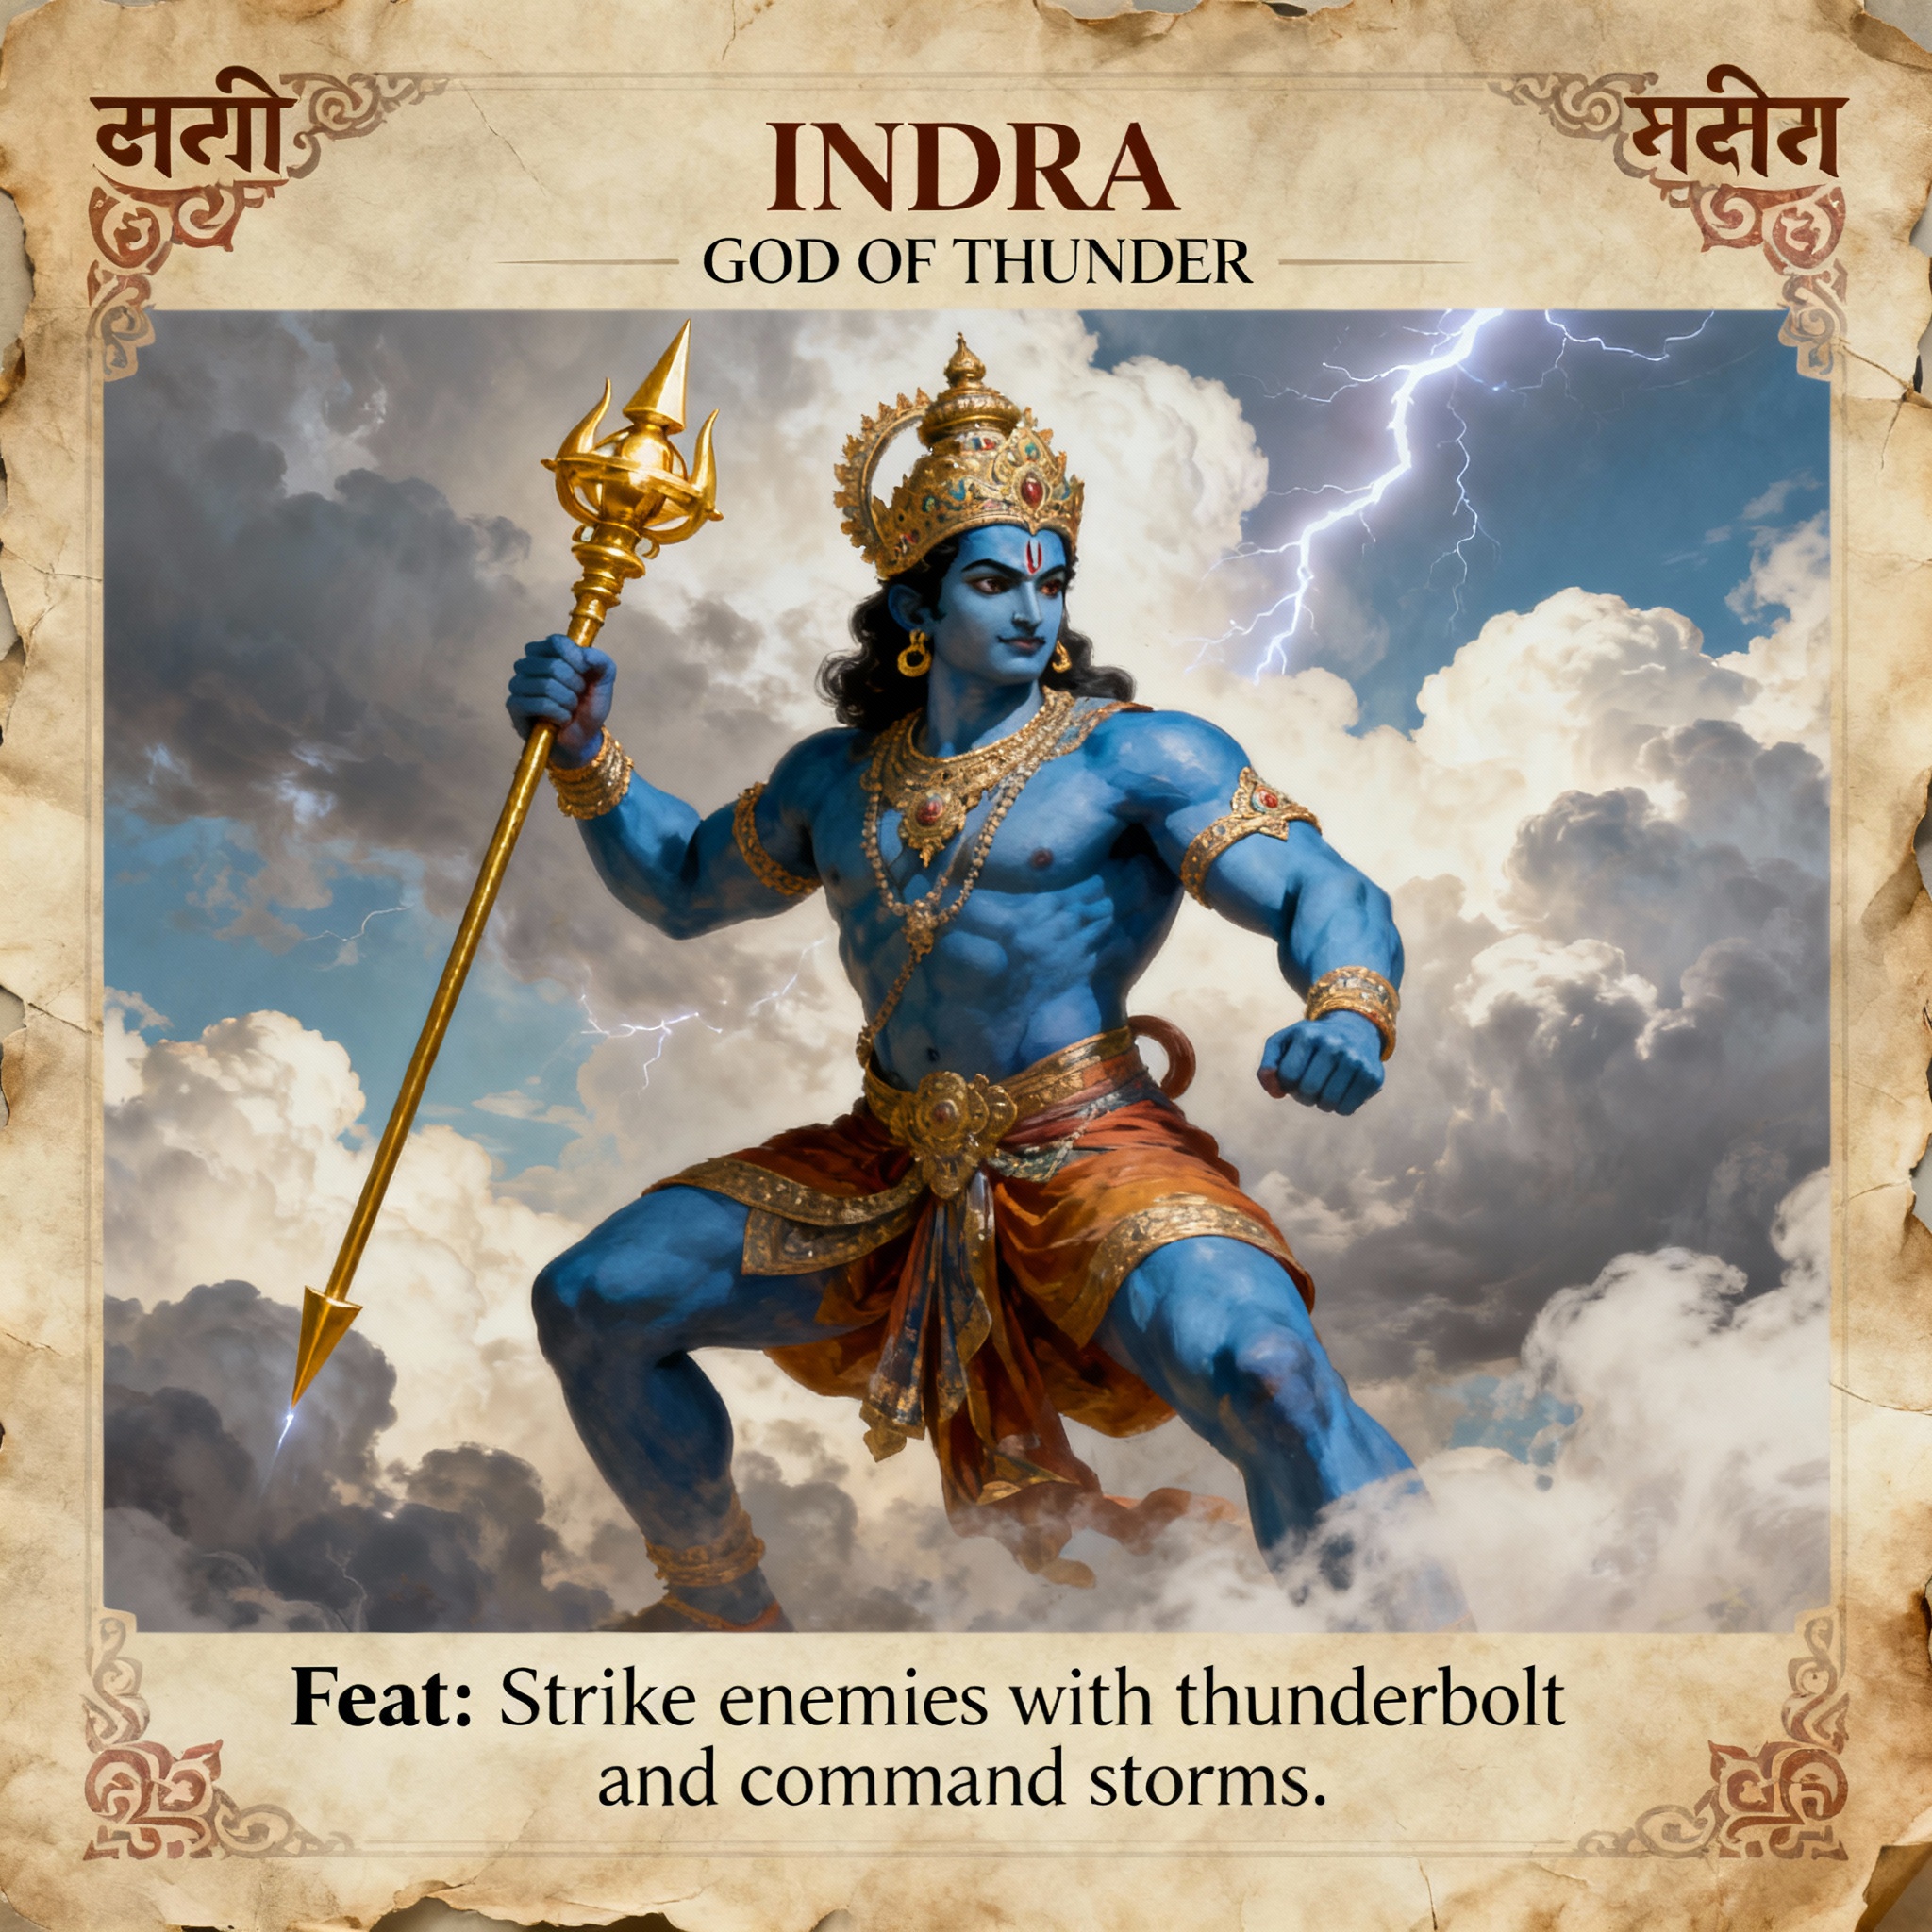 INDRA
GOD OF THUNDER
Feat: Strike enemies with thunderbolt
and command storms.